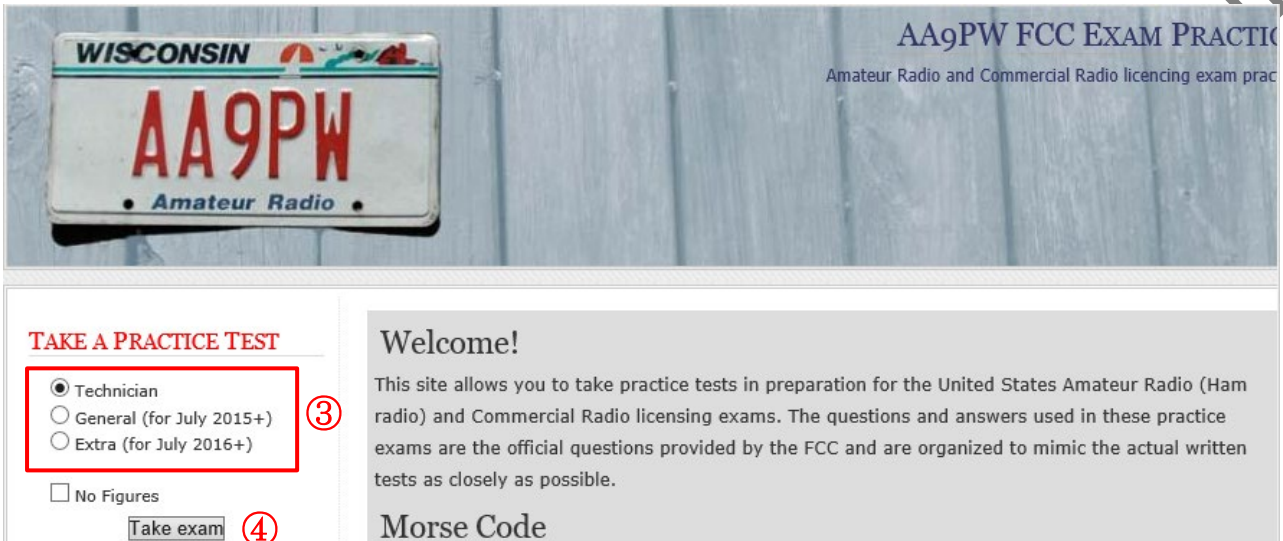 WISCONSIN
AA9PW
Amateur Radio
AA9PW FCC EXAM PRACTIC
Amateur Radio and Commercial Radio licencing exam prac
TAKE A PRACTICE TEST
Technician
General (for July 2015+)
Extra (for July 2016+)
③
No Figures
Take exam
④
Welcome!
This site allows you to take practice tests in preparation for the United States Amateur Radio (Ham
radio) and Commercial Radio licensing exams. The questions and answers used in these practice
exams are the official questions provided by the FCC and are organized to mimic the actual written
tests as closely as possible.
Morse Code